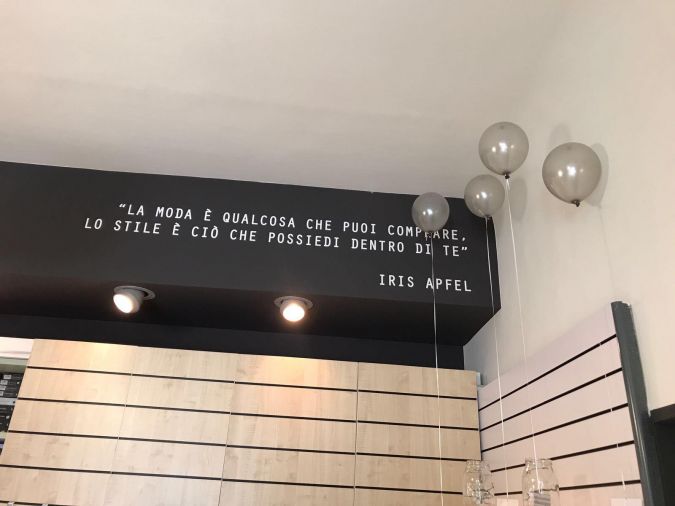 “LA MODA È QUALCOSA CHE PUOI COMPRARE,
LO STILE È CIÒ CHE POSSIEDI DENTRO DI TE”
IRIS APFEL